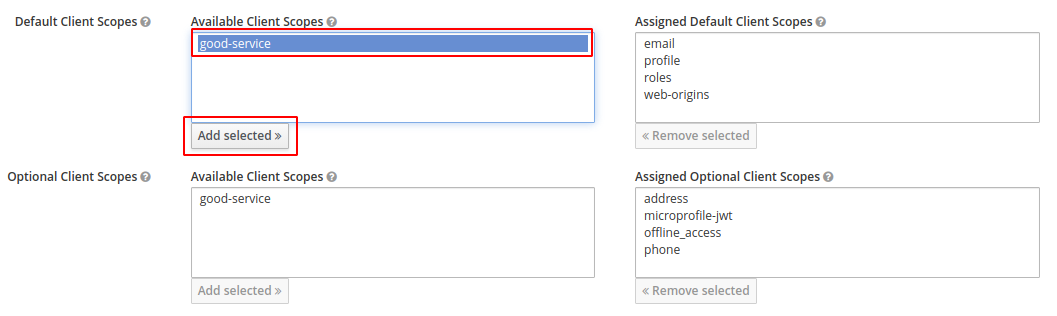 Default Client Scopes
Available Client Scopes
good-service
Add selected »
Assigned Default Client Scopes
email
profile
roles
web-origins
« Remove selected
Optional Client Scopes
Available Client Scopes
good-service
Add selected »
Assigned Optional Client Scopes
address
microprofile-jwt
offline_access
phone
« Remove selected